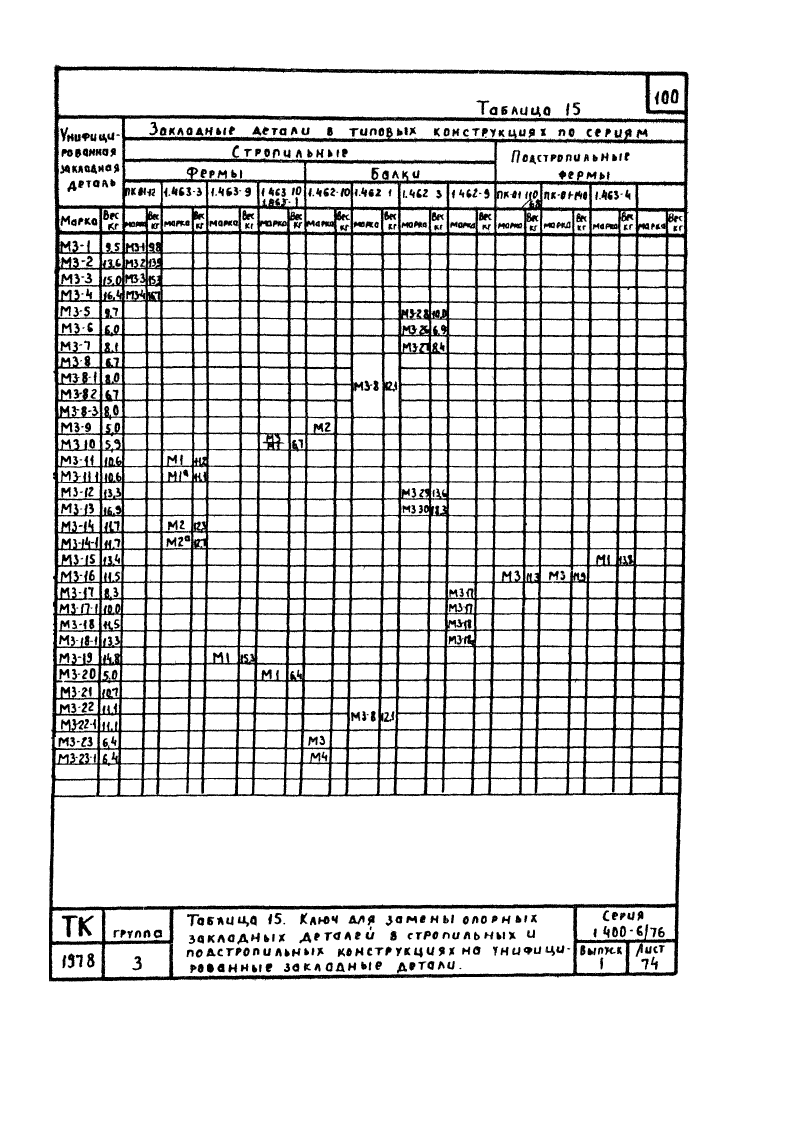 100
Таблица 15
Унифици-
рованная
закладная
деталь
Закладные детали в типовых конструкциях по сериям
Стропильные
Подстропильные
фермы
Фермы
Балки
ПК-01-12 1.463-3 1.463-9 1.463 10 1.462-10 1.462 1 1.462 3 1 462-9 ПК-01 110/68 ПК-01-110 1.463-4
Марка Вес кг Марка Вес кг Марка Вес кг Марка Вес кг Марка Вес кг Марка Вес кг Марка Вес кг Марка Вес кг Марка Вес кг Марка Вес кг Марка Вес кг Марка Вес кг Марка Вес кг
М3-1 9,5 М3-1 9,8
М3-2 13,6 М3 2 13,9
М3-3 15,0 М3 3 15,3
М3-4 16,4 М3-4 16,7
М3-5 9,7 М3-28 10,0
М3-6 6,0 М3-26 6,9
М3-7 8,1 М3-27 8,4
М3-8 6,7
М3-8-1 8,0 М3-8 12,1
М3-8 2 6,7
М3-8-3 8,0
М3-9 5,0 М2
М3 10 5,9 М3 6,7
М3-11 10,6 М1 11,2
М3-11 1 10,6 М1а 11,1
М3-12 13,3 М3 29 13,6
М3-13 16,9 М3 30 18,3
М3-14 11,7 М2 12,3
М3-14-1 11,7 М2а 12,7
М3-15 13,4 М1 13,8
М3-16 11,5 М3 11,3 М3 11,9
М3-17 8,3 М3 17
М3-17-1 10,0 М3-17
М3-18 11,5 М3-18
М3-18-1 13,3 М3-18
М3-19 14,8 М1 15,3
М3-20 5,0 М1 6,4
М3-21 10,7
М3-22 11,1 М3-8 12,1
М3-22-1 11,1
М3-23 6,4 М3
М3-23-1 6,4 М4
ТК
1978
группа
3
Таблица 15. Ключ для замены опорных
закладных деталей в стропильных и
подстропильных конструкциях на унифици-
рованные закладные детали.
Серия
1 400-6/76
Выпуск
1
Лист
74